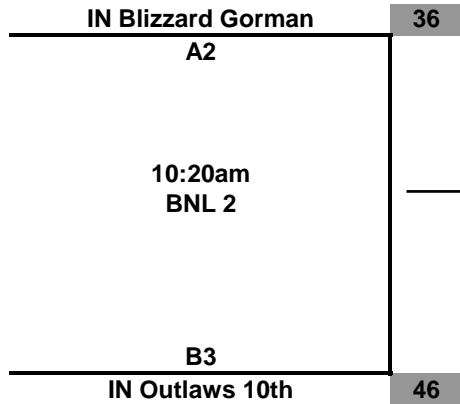 IN Blizzard Gorman 36
A2
10:20am
BNL 2
B3
IN Outlaws 10th 46